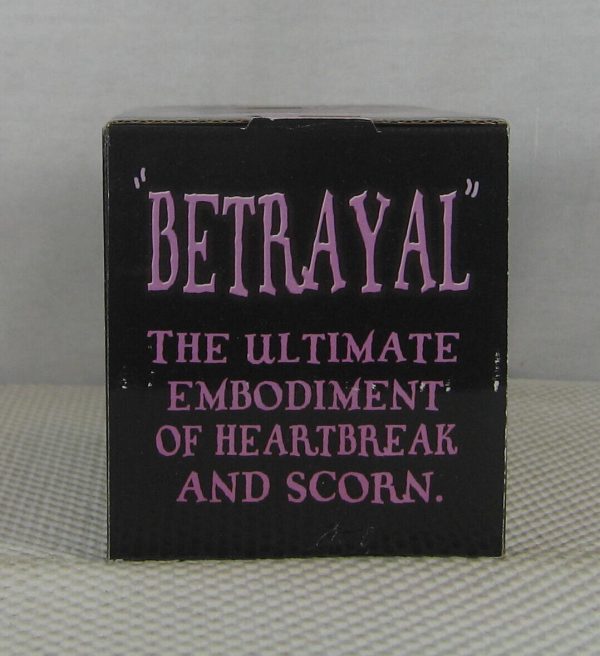 "BETRAYAL"
THE ULTIMATE
EMBODIMENT
OF HEARTBREAK
AND SCORN.